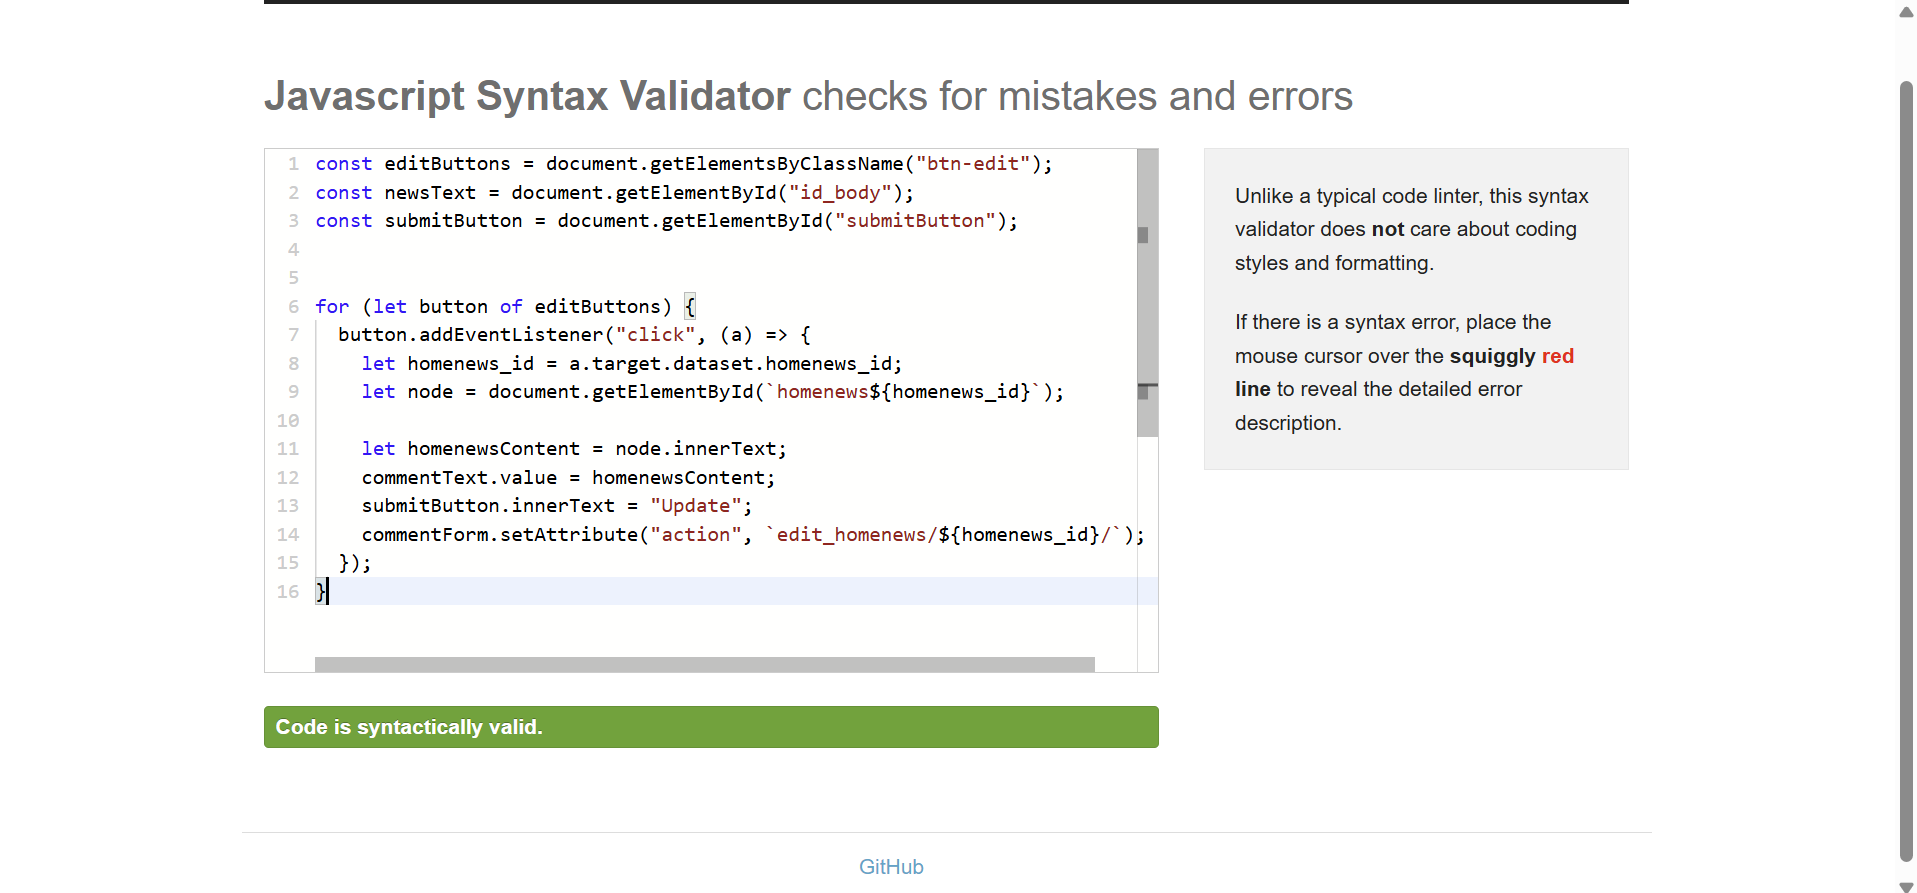 Javascript Syntax Validator checks for mistakes and errors
1 const editButtons = document.getElementsByClassName("btn-edit");
2 const newsText = document.getElementById("id_body");
3 const submitButton = document.getElementById("submitButton");
4
5
6 for (let button of editButtons) {
7   button.addEventListener("click", (a) => {
8     let homenews_id = a.target.dataset.homenews_id;
9     let node = document.getElementById(`homenews${homenews_id}`);
10
11     let homenewsContent = node.innerText;
12     commentText.value = homenewsContent;
13     submitButton.innerText = "Update";
14     commentForm.setAttribute("action", `edit_homenews/${homenews_id}/`);
15   });
16 }
Unlike a typical code linter, this syntax
validator does not care about coding
styles and formatting.
If there is a syntax error, place the
mouse cursor over the squiggly red
line to reveal the detailed error
description.
Code is syntactically valid.
GitHub